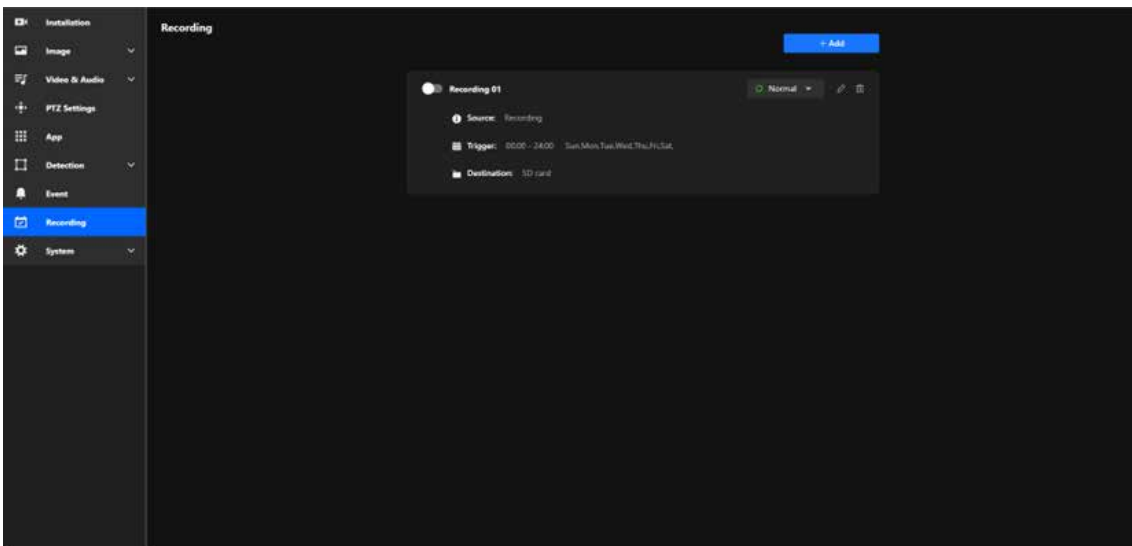 Installation
Image
Video & Audio
PTZ Settings
App
Detection
Event
Recording
System
Recording
+ Add
Recording 01
Normal
Source: Recording
Trigger: 00:00 - 24:00 Sun,Mon,Tue,Wed,Thu,Fri,Sat,
Destination: SD card